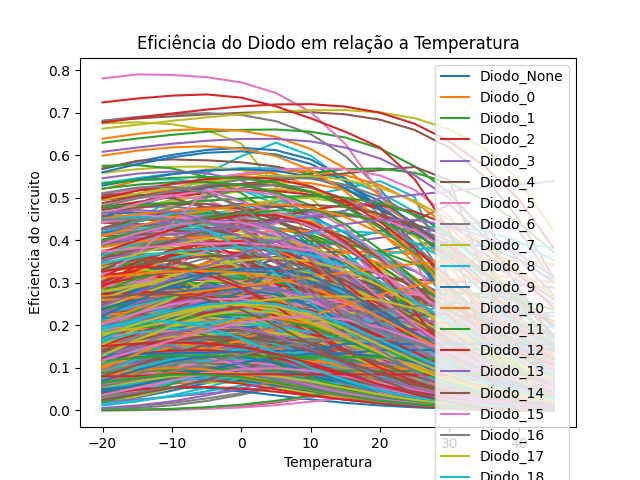 Eficiência do Diodo em relação a Temperatura
Eficiencia do circuito
0.8
0.7
0.6
0.5
0.4
0.3
0.2
0.1
0.0
−20
−10
0
10
20
30
40
Temperatura
Diodo_None
Diodo_0
Diodo_1
Diodo_2
Diodo_3
Diodo_4
Diodo_5
Diodo_6
Diodo_7
Diodo_8
Diodo_9
Diodo_10
Diodo_11
Diodo_12
Diodo_13
Diodo_14
Diodo_15
Diodo_16
Diodo_17
Diodo_18